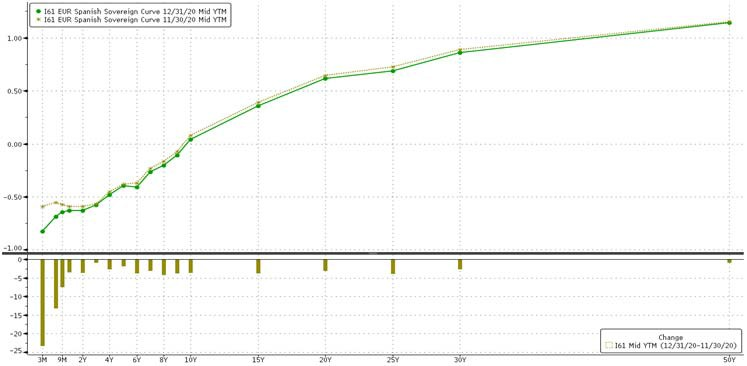 I61 EUR Spanish Sovereign Curve 12/31/20 Mid YTM
I61 EUR Spanish Sovereign Curve 11/30/20 Mid YTM
1.00
0.50
0.00
-0.50
-1.00
0
-5
-10
-15
-20
-25
Change
I61 Mid YTM (12/31/20-11/30/20)
3M 9M 2Y 4Y 6Y 8Y 10Y 15Y 20Y 25Y 30Y 50Y